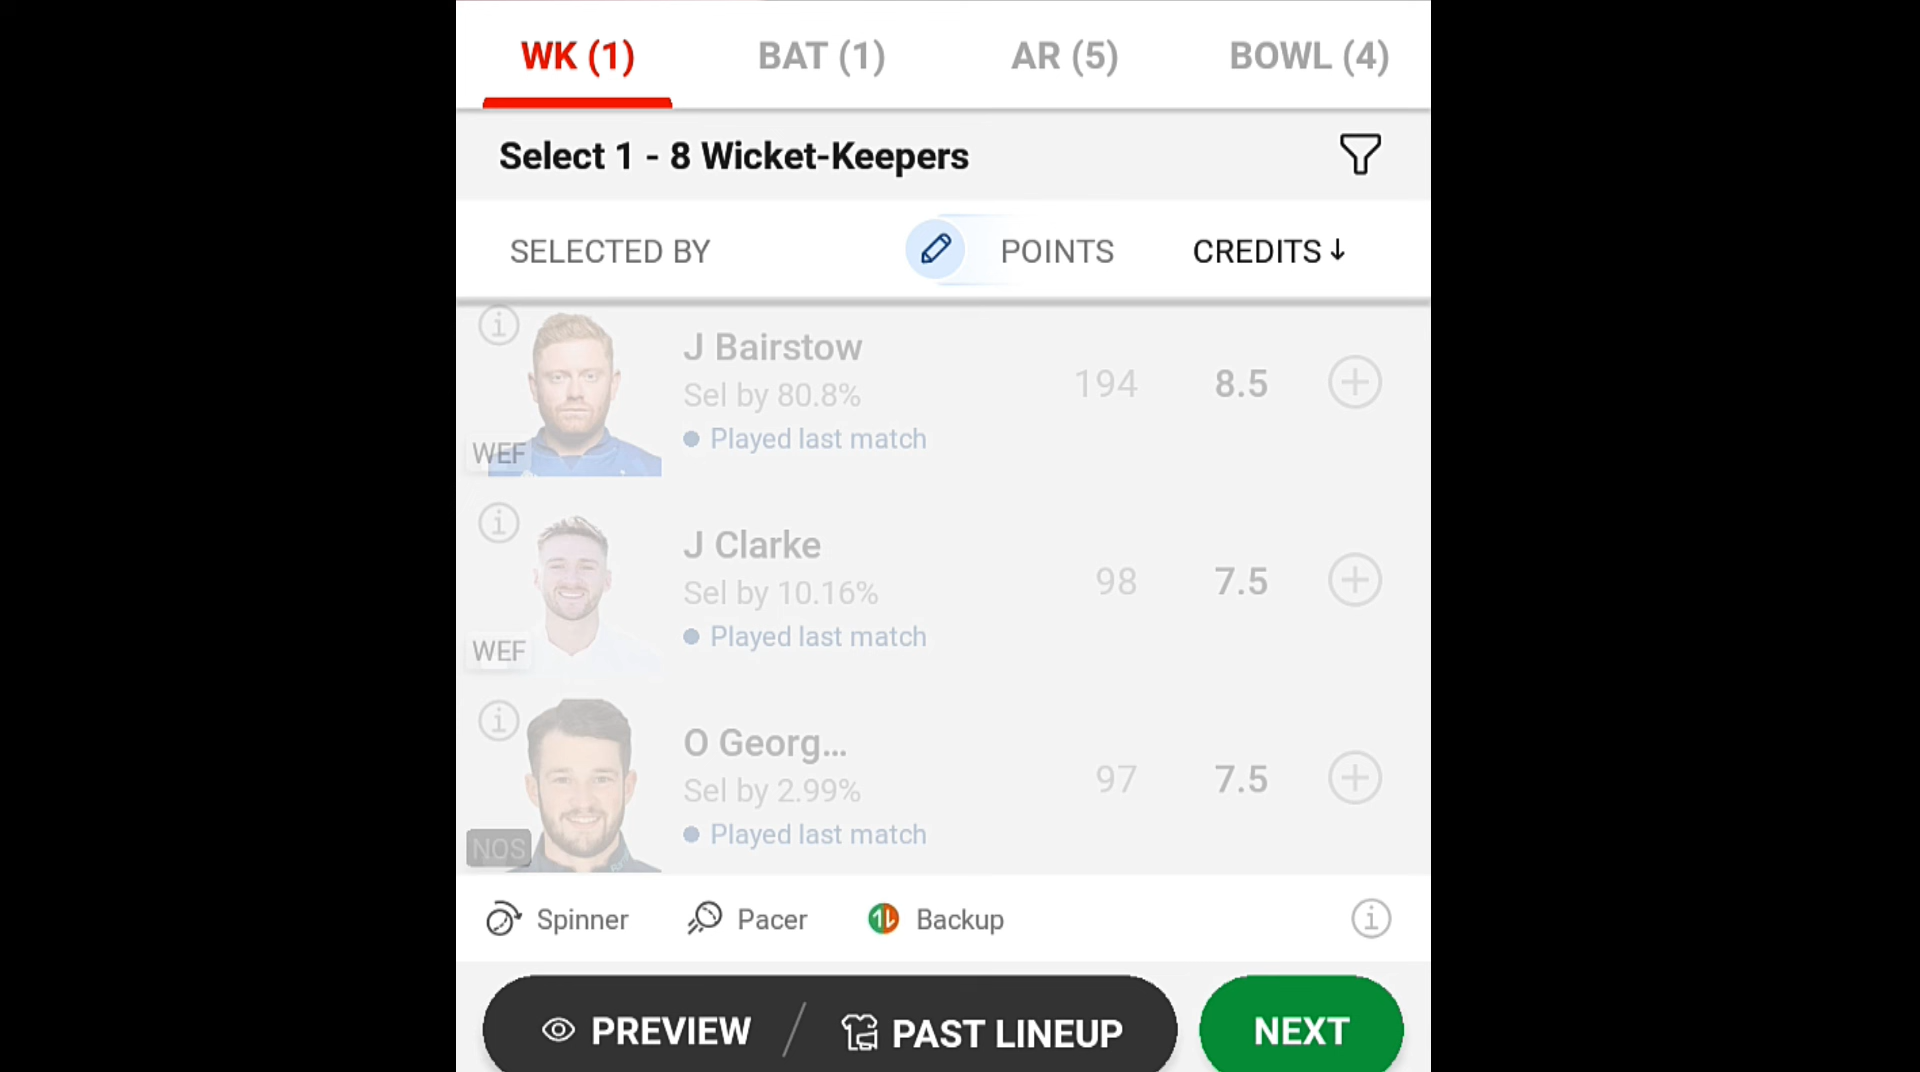 WK (1) BAT (1) AR (5) BOWL (4)
Select 1 - 8 Wicket-Keepers
SELECTED BY POINTS CREDITS↓
J Bairstow
Sel by 80.8%
194 8.5
Played last match
WEF
J Clarke
Sel by 10.16%
98 7.5
Played last match
WEF
O Georg...
Sel by 2.99%
97 7.5
Played last match
NOS
Spinner Pacer Backup
PREVIEW / PAST LINEUP NEXT